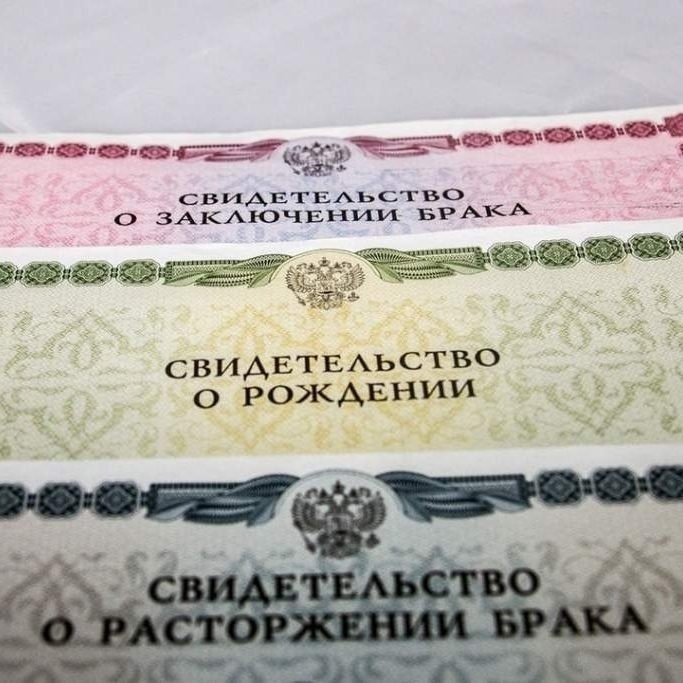 СВИДЕТЕЛЬСТВО
О ЗАКЛЮЧЕНИИ БРАКА
СВИДЕТЕЛЬСТВО
О РОЖДЕНИИ
СВИДЕТЕЛЬСТВО
О РАСТОРЖЕНИИ БРАКА